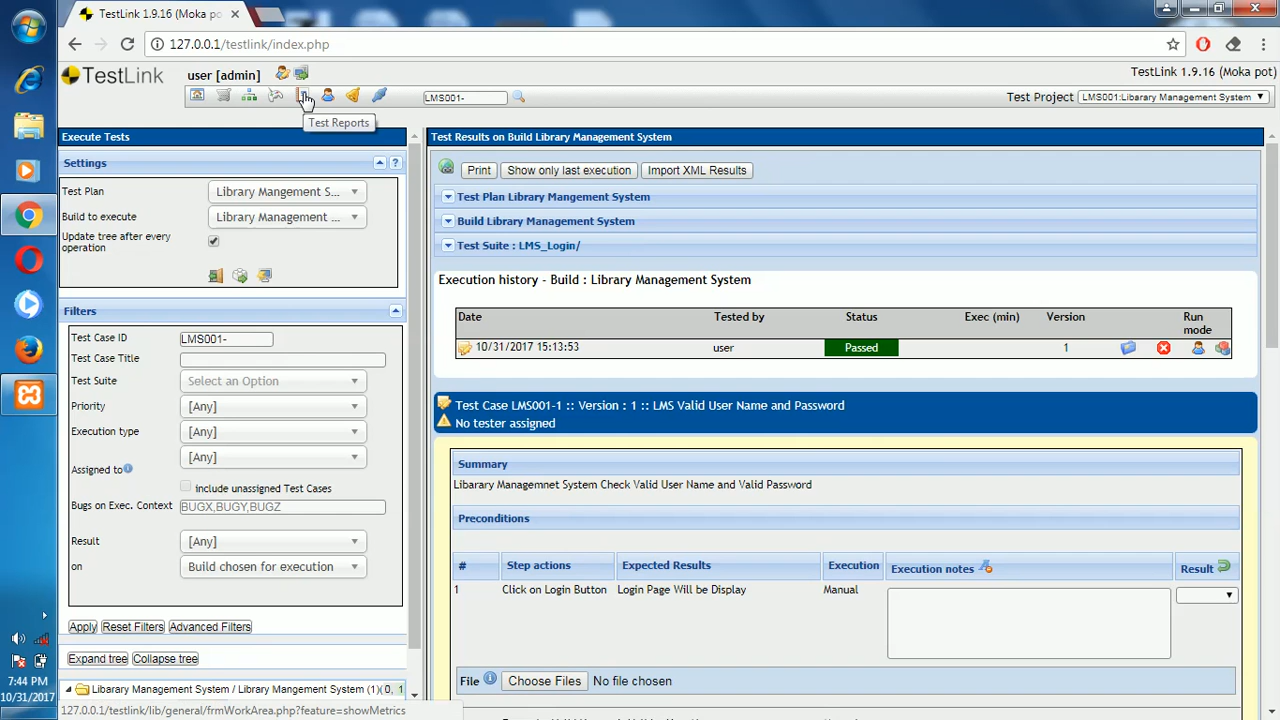 TestLink 1.9.16 (Moka po
127.0.0.1/testlink/index.php
TestLink
user [admin]
TestLink 1.9.16 (Moka pot)
LMS001-
Test Project
LMS001:Libarary Management System
Test Reports
Execute Tests
Settings
Test Plan
Library Mangement S...
Build to execute
Library Management ...
Update tree after every
operation
Filters
Test Case ID
LMS001-
Test Case Title
Test Suite
Select an Option
Priority
[Any]
Execution type
[Any]
[Any]
Assigned to
include unassigned Test Cases
Bugs on Exec. Context
BUGX,BUGY,BUGZ
Result
[Any]
on
Build chosen for execution
Apply
Reset Filters
Advanced Filters
Expand tree
Collapse tree
Libarary Management System / Library Mangement System (1)(0, 1
127.0.0.1/testlink/lib/general/frmWorkArea.php?feature=showMetrics
Test Results on Build Library Management System
Print
Show only last execution
Import XML Results
Test Plan Library Mangement System
Build Library Management System
Test Suite : LMS_Login/
Execution history - Build : Library Management System
Date
Tested by
Status
Exec (min)
Version
Run
mode
10/31/2017 15:13:53
user
Passed
1
Test Case LMS001-1 :: Version : 1 :: LMS Valid User Name and Password
No tester assigned
Summary
Libarary Managemnet System Check Valid User Name and Valid Password
Preconditions
#
Step actions
Expected Results
Execution
Execution notes
Result
1
Click on Login Button
Login Page Will be Display
Manual
File
Choose Files
No file chosen
7:44 PM
10/31/2017